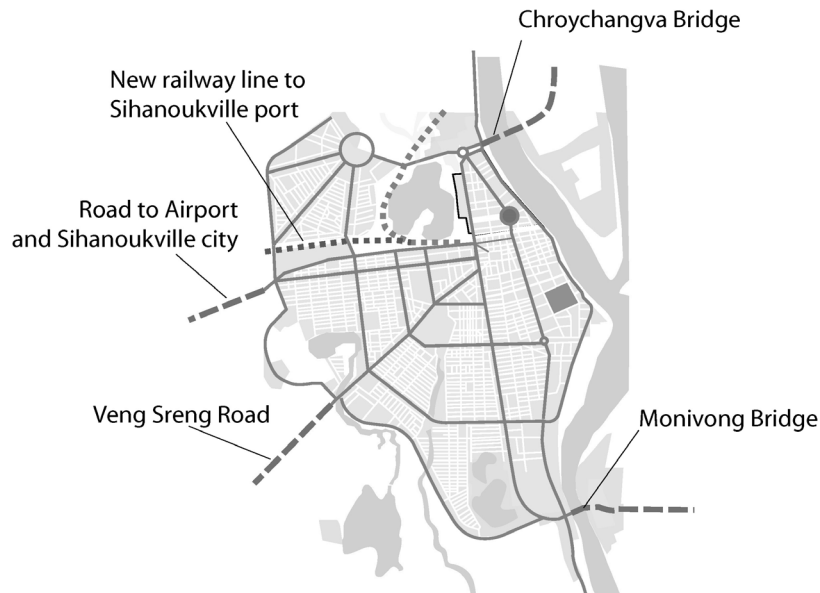 Chroychangva Bridge
New railway line to
Sihanoukville port
Road to Airport
and Sihanoukville city
Veng Sreng Road
Monivong Bridge